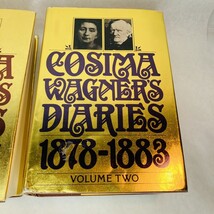 COSIMA
WAGNER'S
DIARIES
1878-1883
VOLUME TWO